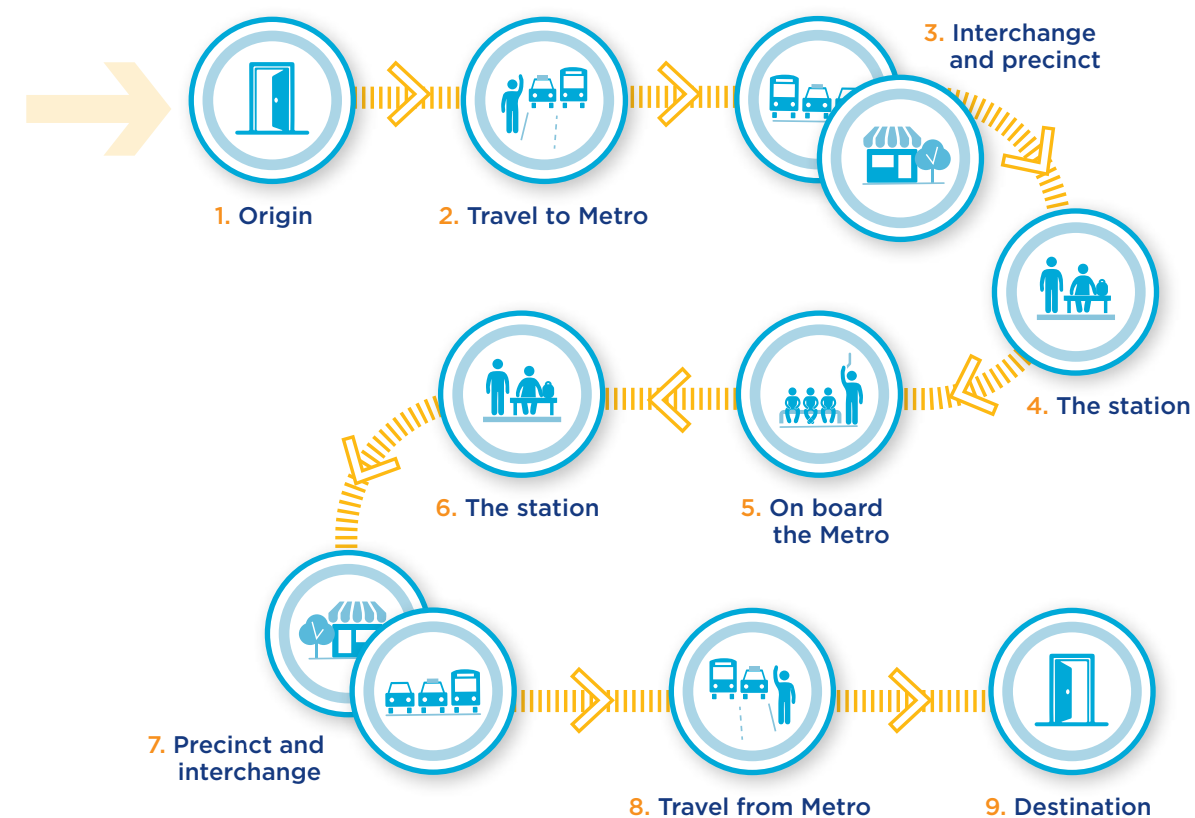 1. Origin
2. Travel to Metro
3. Interchange
and precinct
4. The station
5. On board
the Metro
6. The station
7. Precinct and
interchange
8. Travel from Metro
9. Destination